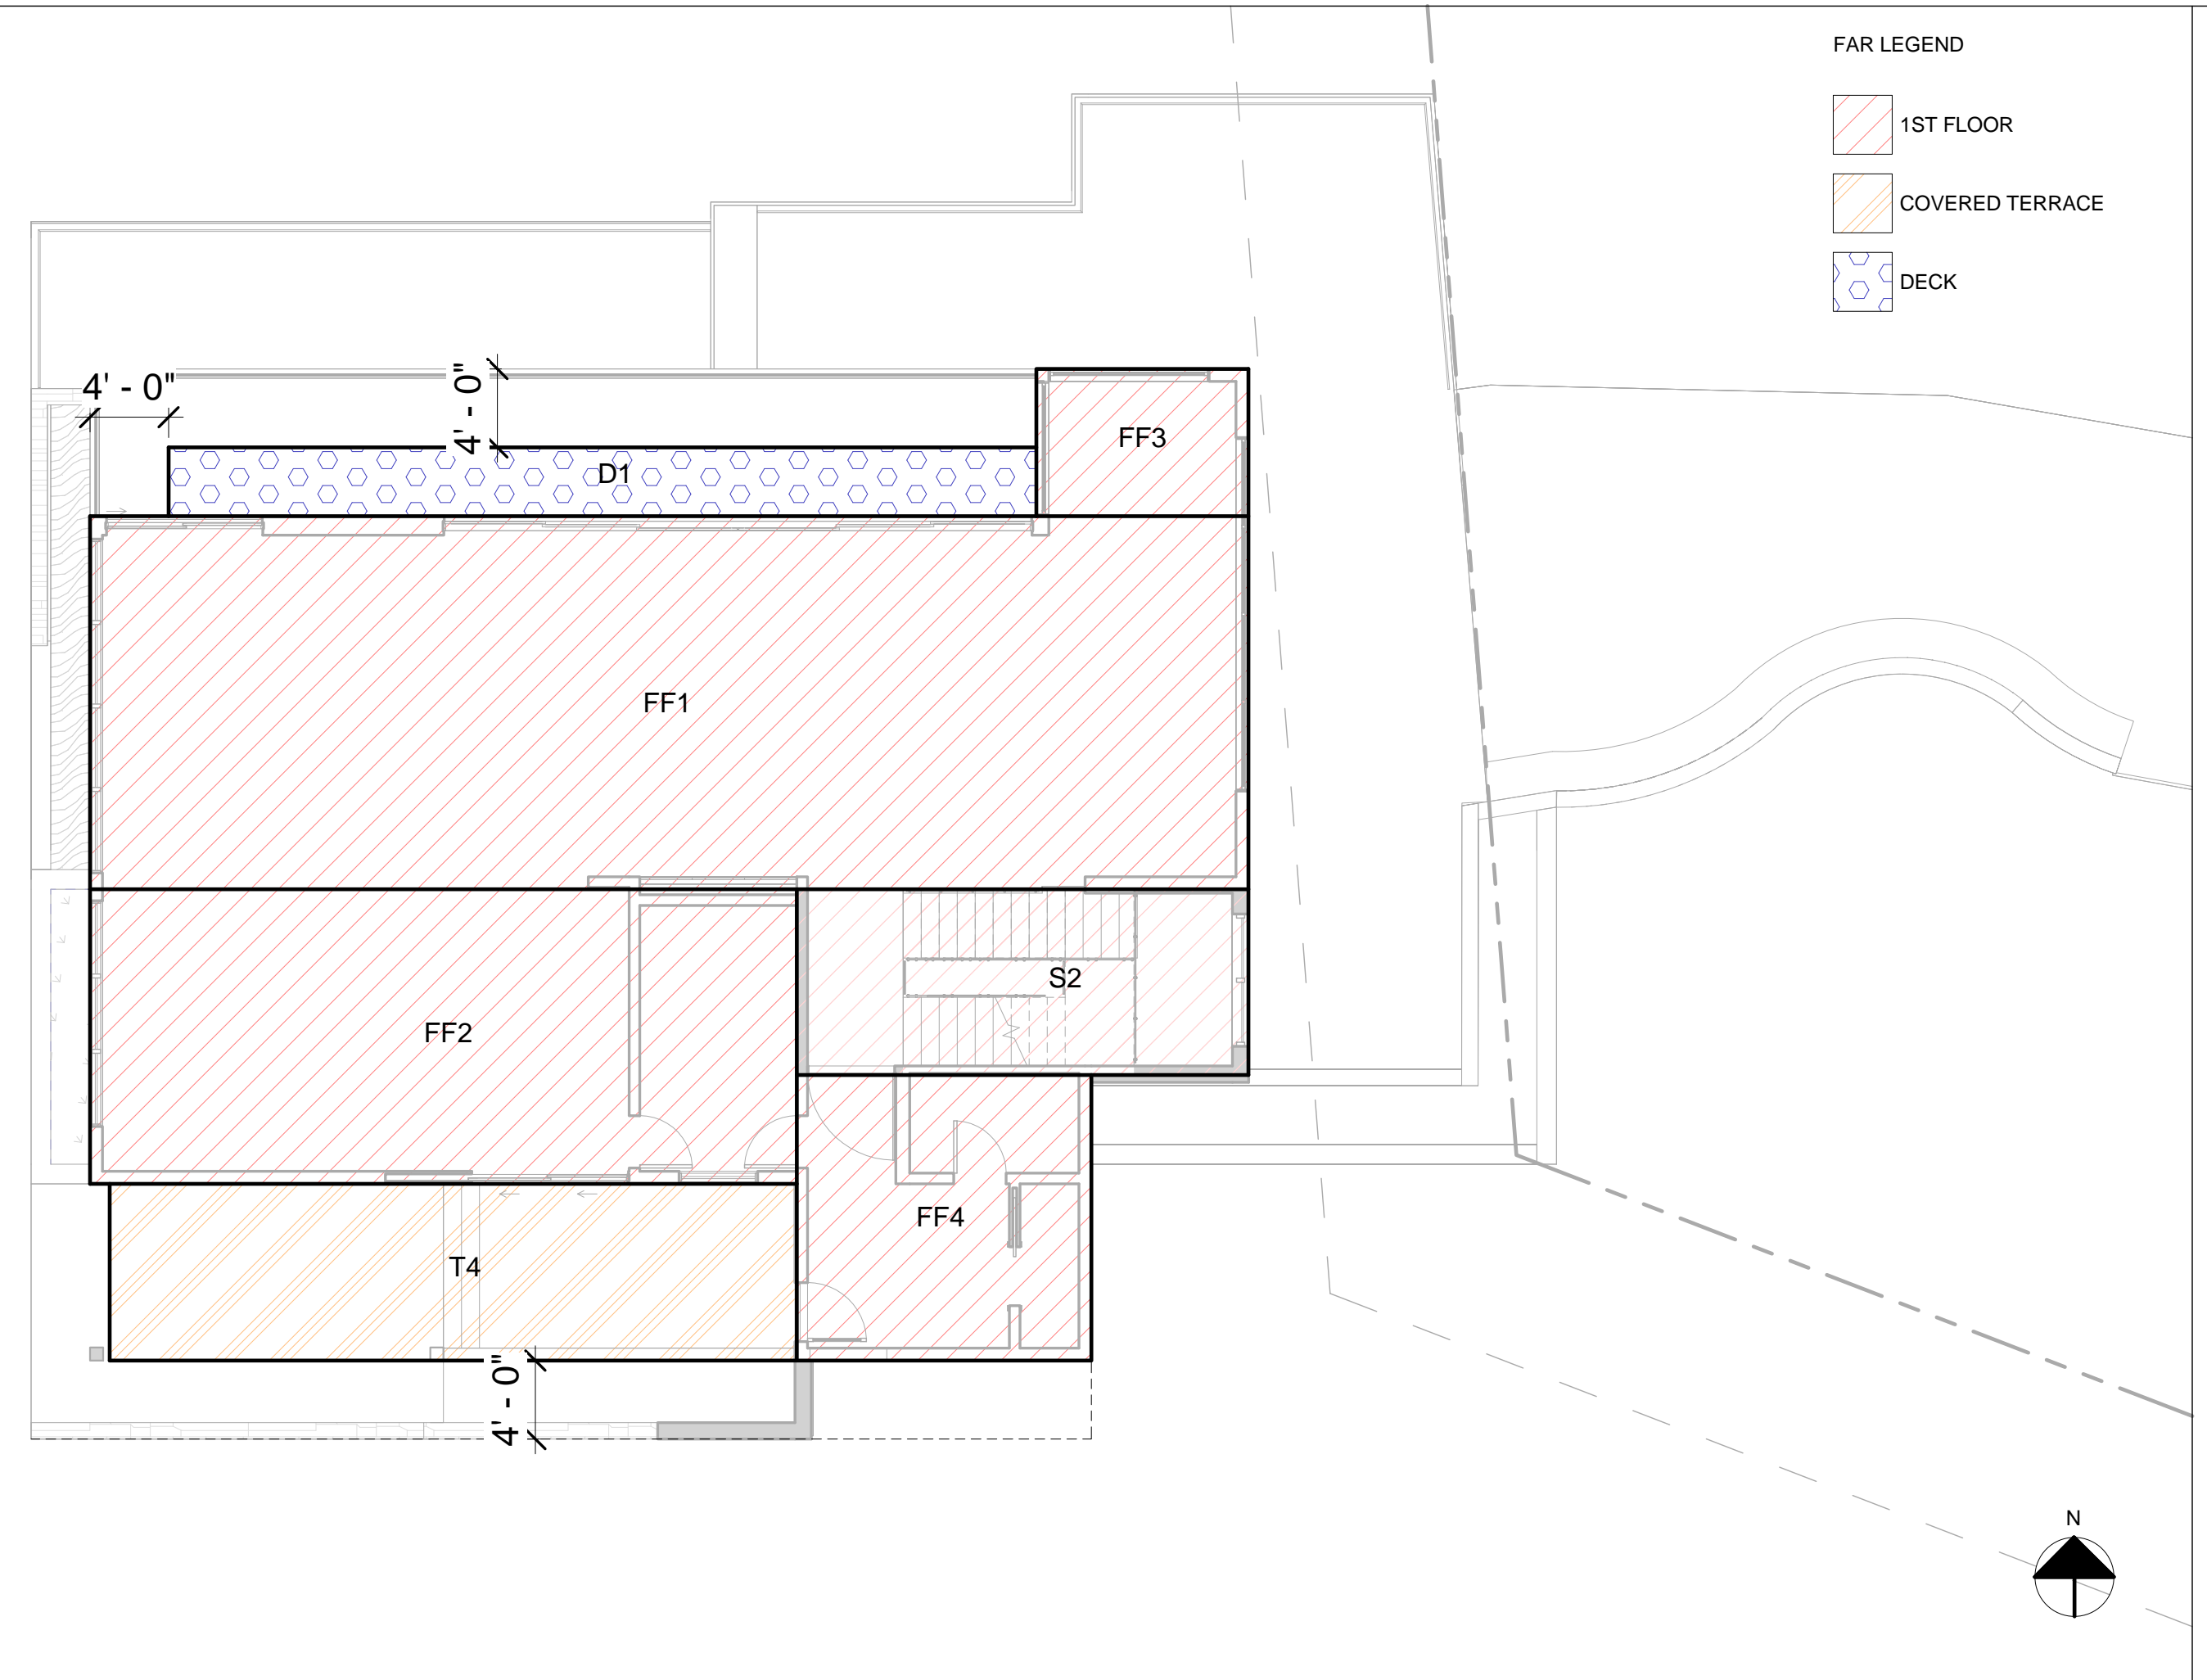 FAR LEGEND
1ST FLOOR
COVERED TERRACE
DECK
4' - 0"
4' - 0"
FF3
D1
FF1
S2
FF2
FF4
T4
4' - 0"
N